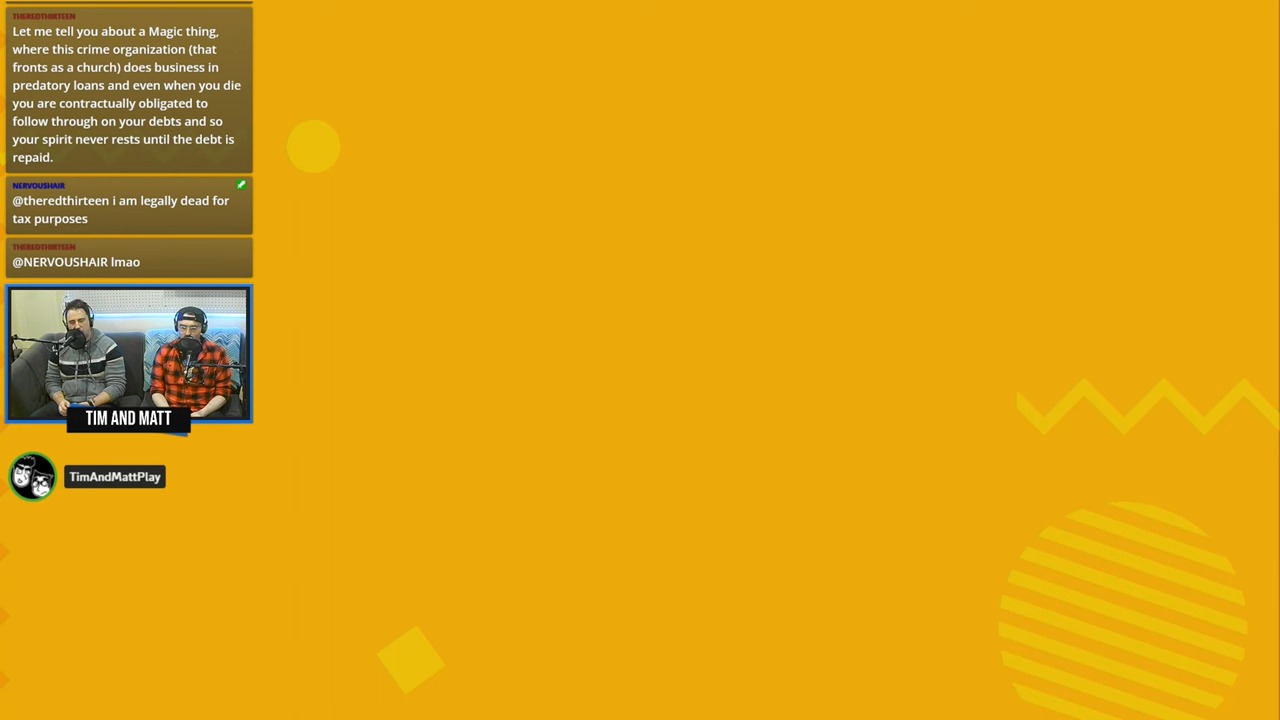 THEREDTHIRTEEN
Let me tell you about a Magic thing,
where this crime organization (that
fronts as a church) does business in
predatory loans and even when you die
you are contractually obligated to
follow through on your debts and so
your spirit never rests until the debt is
repaid.
NERVOUSHAIR
@theredthirteen i am legally dead for
tax purposes
THEREDTHIRTEEN
@NERVOUSHAIR lmao
TIM AND MATT
TimAndMattPlay